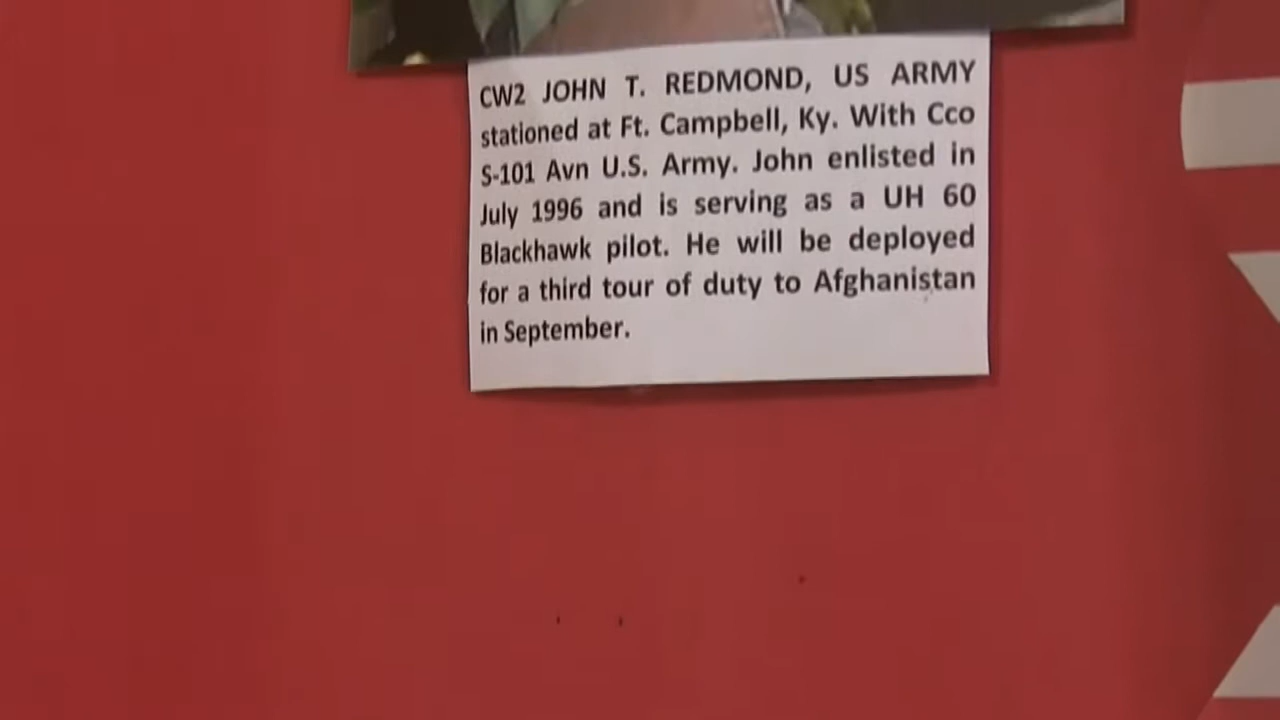 CW2 JOHN T. REDMOND, US ARMY
stationed at Ft. Campbell, Ky. With Cco
S-101 Avn U.S. Army. John enlisted in
July 1996 and is serving as a UH 60
Blackhawk pilot. He will be deployed
for a third tour of duty to Afghanistan
in September.